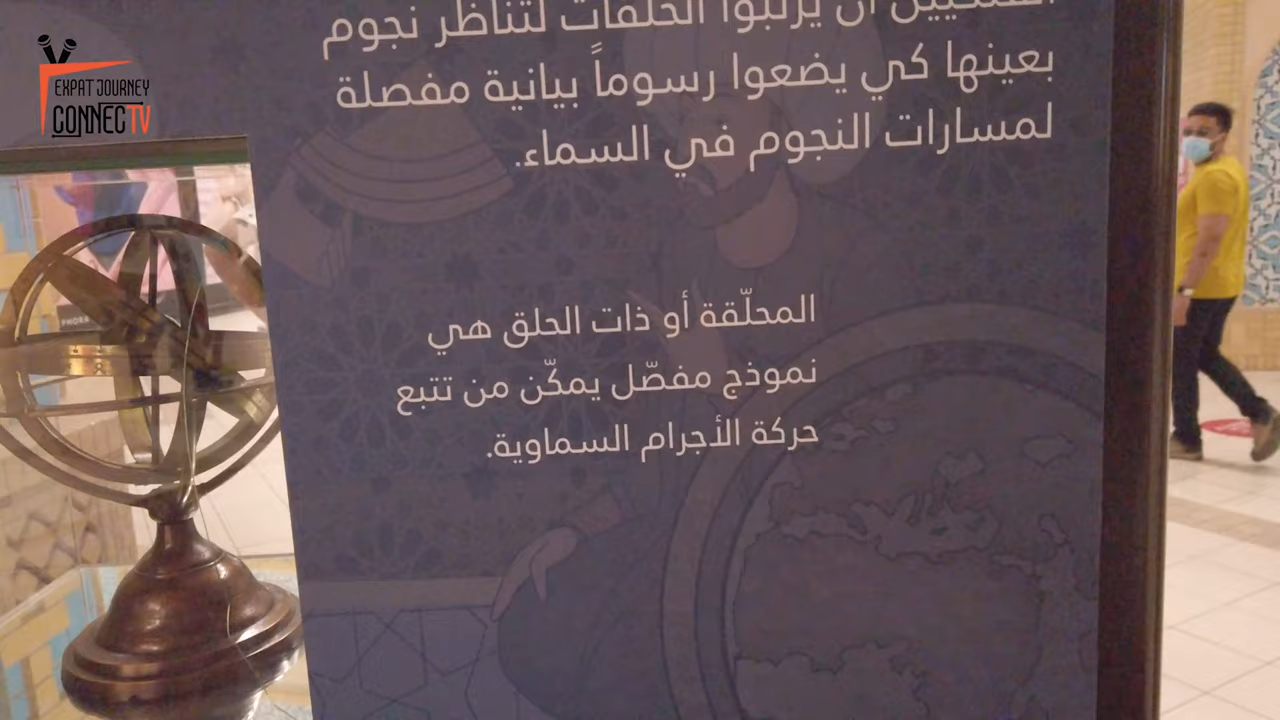 EXPAT JOURNEY
CONNECTV
أن يرتبوا الحلقات لتناظر نجوم
بعينها كي يضعوا رسوماً بيانية مفصلة
لمسارات النجوم في السماء.
المحلّقة أو ذات الحلق هي
نموذج مفصّل يمكّن من تتبع
حركة الأجرام السماوية.